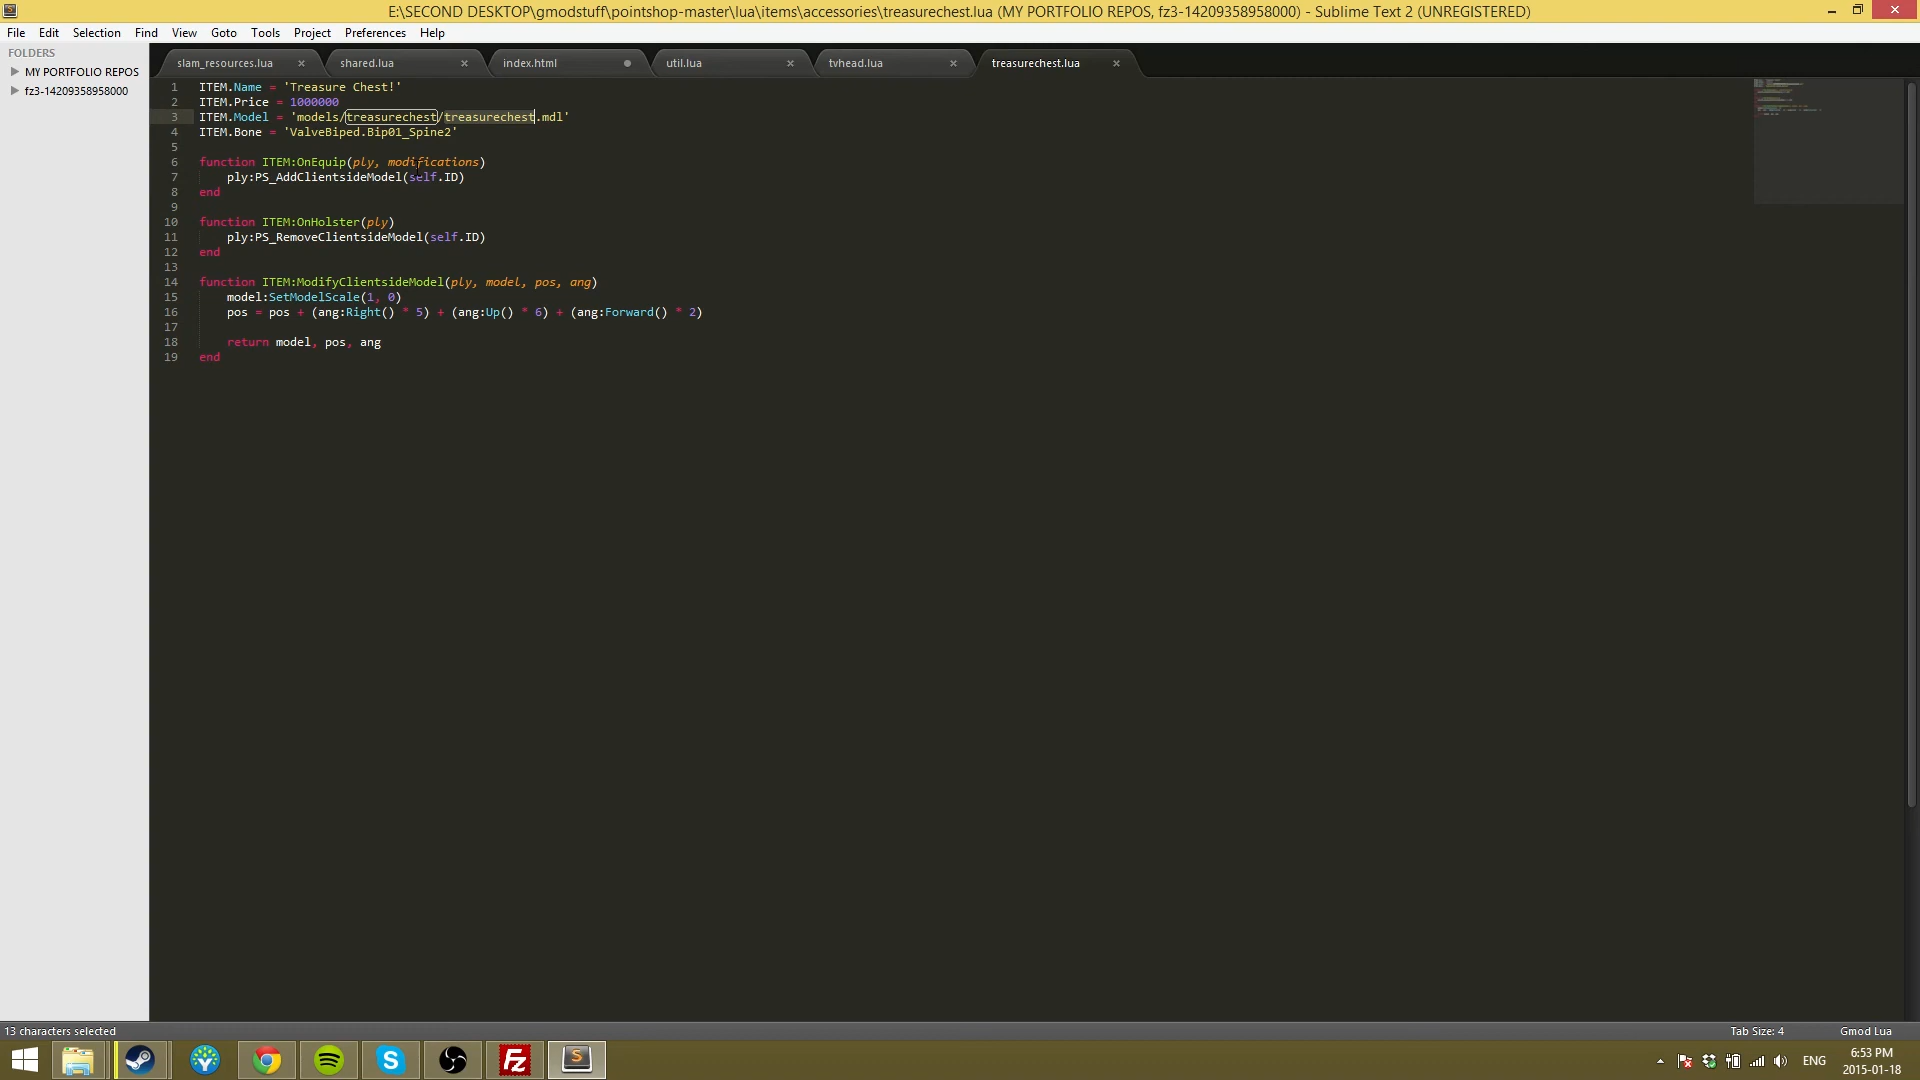 E:\SECOND DESKTOP\gmodstuff\pointshop-master\lua\items\accessories\treasurechest.lua (MY PORTFOLIO REPOS, fz3-14209358958000) - Sublime Text 2 (UNREGISTERED)
File Edit Selection Find View Goto Tools Project Preferences Help
FOLDERS
MY PORTFOLIO REPOS
fz3-14209358958000
slam_resources.lua shared.lua index.html util.lua tvhead.lua treasurechest.lua
1 ITEM.Name = 'Treasure Chest!'
2 ITEM.Price = 1000000
3 ITEM.Model = 'models/treasurechest/treasurechest.mdl'
4 ITEM.Bone = 'ValveBiped.Bip01_Spine2'
5
6 function ITEM:OnEquip(ply, modifications)
7 ply:PS_AddClientsideModel(self.ID)
8 end
9
10 function ITEM:OnHolster(ply)
11 ply:PS_RemoveClientsideModel(self.ID)
12 end
13
14 function ITEM:ModifyClientsideModel(ply, model, pos, ang)
15 model:SetModelScale(1, 0)
16 pos = pos + (ang:Right() * 5) + (ang:Up() * 6) + (ang:Forward() * 2)
17
18 return model, pos, ang
19 end
13 characters selected
Tab Size: 4 Gmod Lua
ENG
6:53 PM
2015-01-18